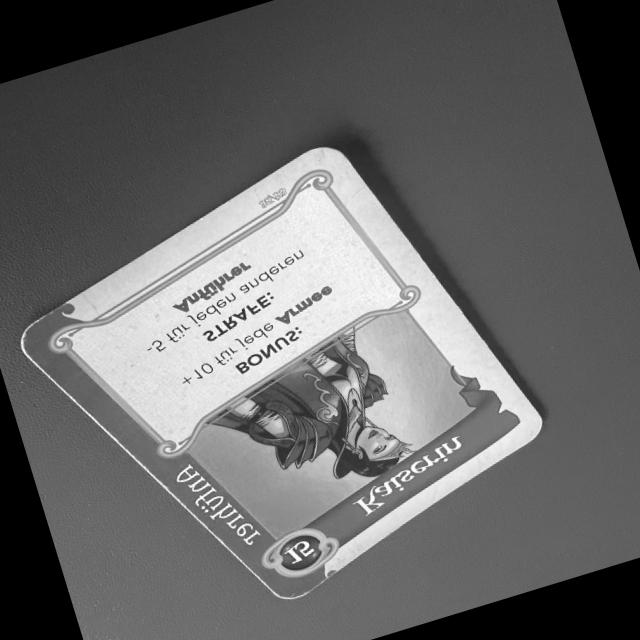 15
Kaiserin
Anführer
BONUS:
+10 für jede Armee
STRAFE:
-5 für jeden anderen
Anführer